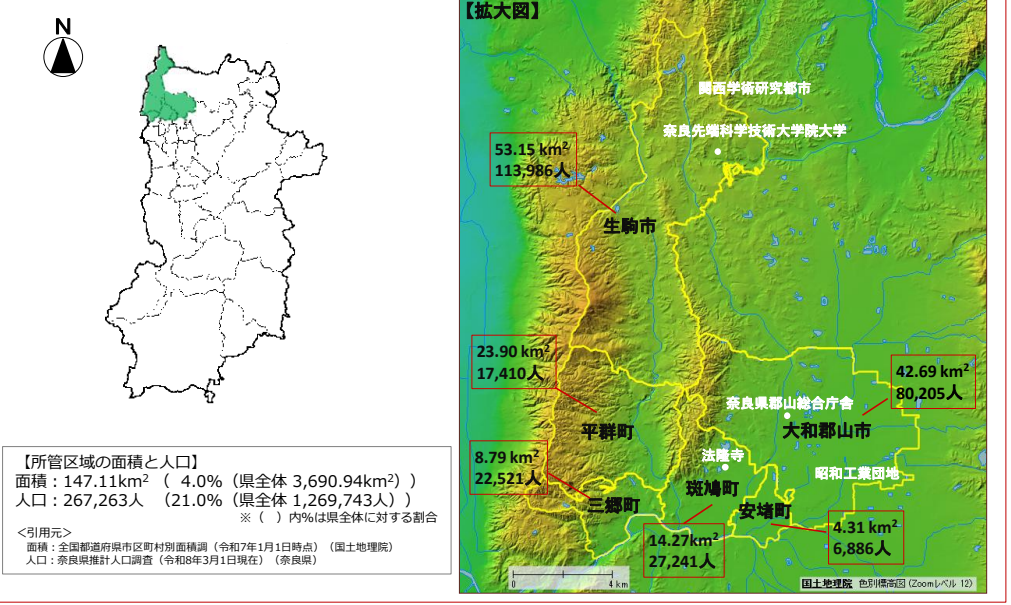 N
【所管区域の面積と人口】
面積：147.11km² （ 4.0%（県全体 3,690.94km²））
人口：267,263人 （21.0%（県全体 1,269,743人））
※（ ）内%は県全体に対する割合
＜引用元＞
面積：全国都道府県市区町村別面積調（令和7年1月1日時点）（国土地理院）
人口：奈良県推計人口調査（令和8年3月1日現在）（奈良県）
【拡大図】
関西学術研究都市
奈良先端科学技術大学院大学
53.15 km²
113,986人
生駒市
23.90 km²
17,410人
平群町
42.69 km²
80,205人
奈良県郡山総合庁舎
大和郡山市
8.79 km²
22,521人
三郷町
法隆寺
斑鳩町
昭和工業団地
安堵町
14.27km²
27,241人
4.31 km²
6,886人
0 4 km
国土地理院 色別標高図 (Zoomレベル 12)